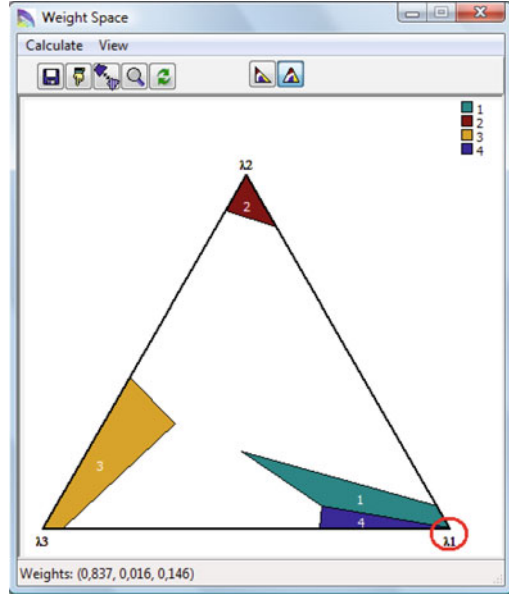 Weight Space
Calculate View
1
2
3
4
λ2
2
3
1
4
λ3
λ1
Weights: (0,837, 0,016, 0,146)